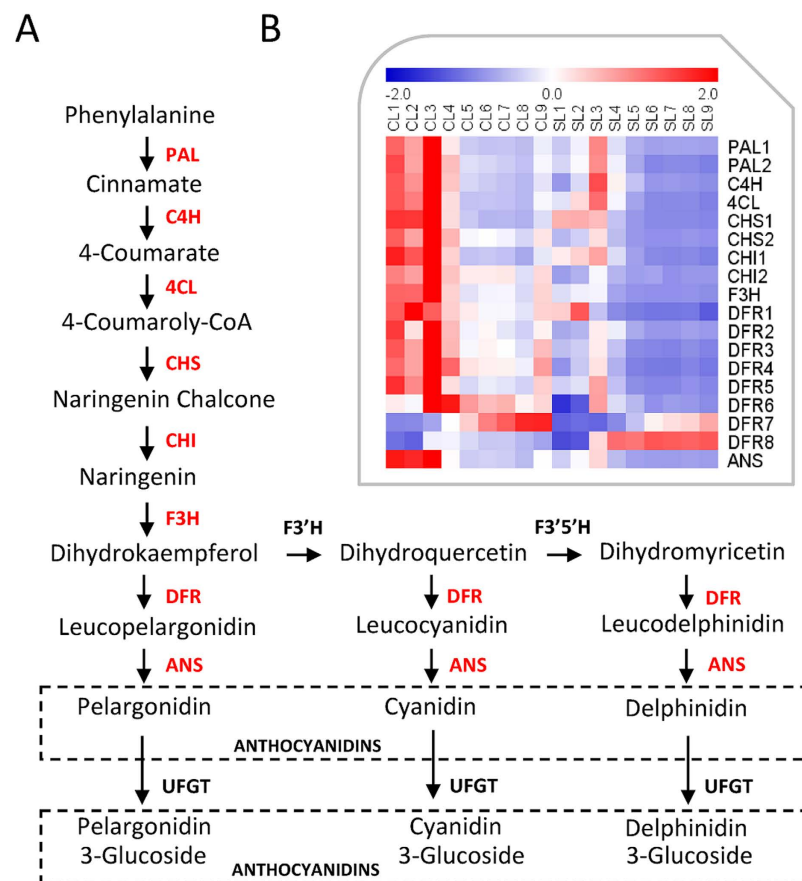 A
B
Phenylalanine
PAL
Cinnamate
C4H
4-Coumarate
4CL
4-Coumaroly-CoA
CHS
Naringenin Chalcone
CHI
Naringenin
F3H
-2.0 0.0 2.0
CL1 CL2 CL3 CL4 CL5 CL6 CL7 CL8 CL9 SL1 SL2 SL3 SL4 SL5 SL6 SL7 SL8 SL9
PAL1
PAL2
C4H
4CL
CHS1
CHS2
CHI1
CHI2
F3H
DFR1
DFR2
DFR3
DFR4
DFR5
DFR6
DFR7
DFR8
ANS
F3'H F3'5'H
Dihydrokaempferol Dihydroquercetin Dihydromyricetin
DFR DFR DFR
Leucopelargonidin Leucocyanidin Leucodelphinidin
ANS ANS ANS
Pelargonidin Cyanidin Delphinidin
ANTHOCYANIDINS
UFGT UFGT UFGT
Pelargonidin Cyanidin Delphinidin
3-Glucoside 3-Glucoside 3-Glucoside
ANTHOCYANIDINS